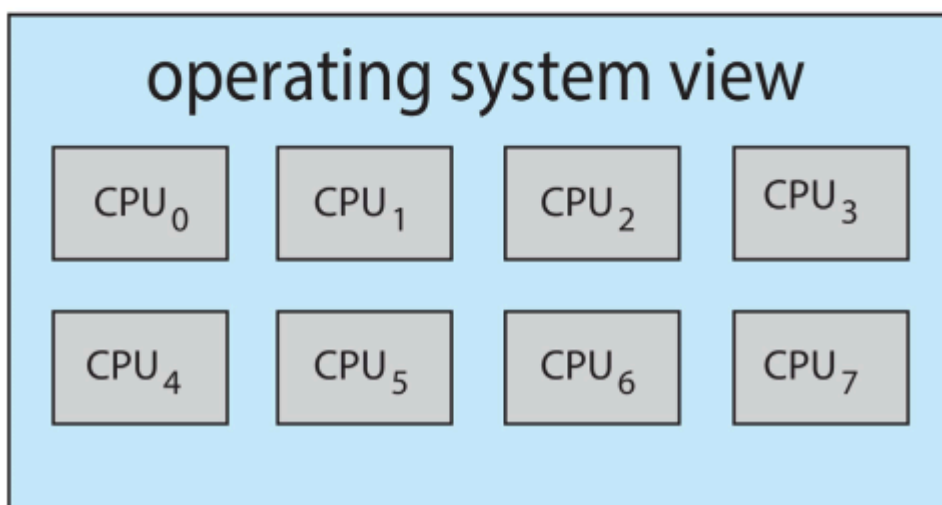 operating system view
CPU₀ CPU₁ CPU₂ CPU₃
CPU₄ CPU₅ CPU₆ CPU₇